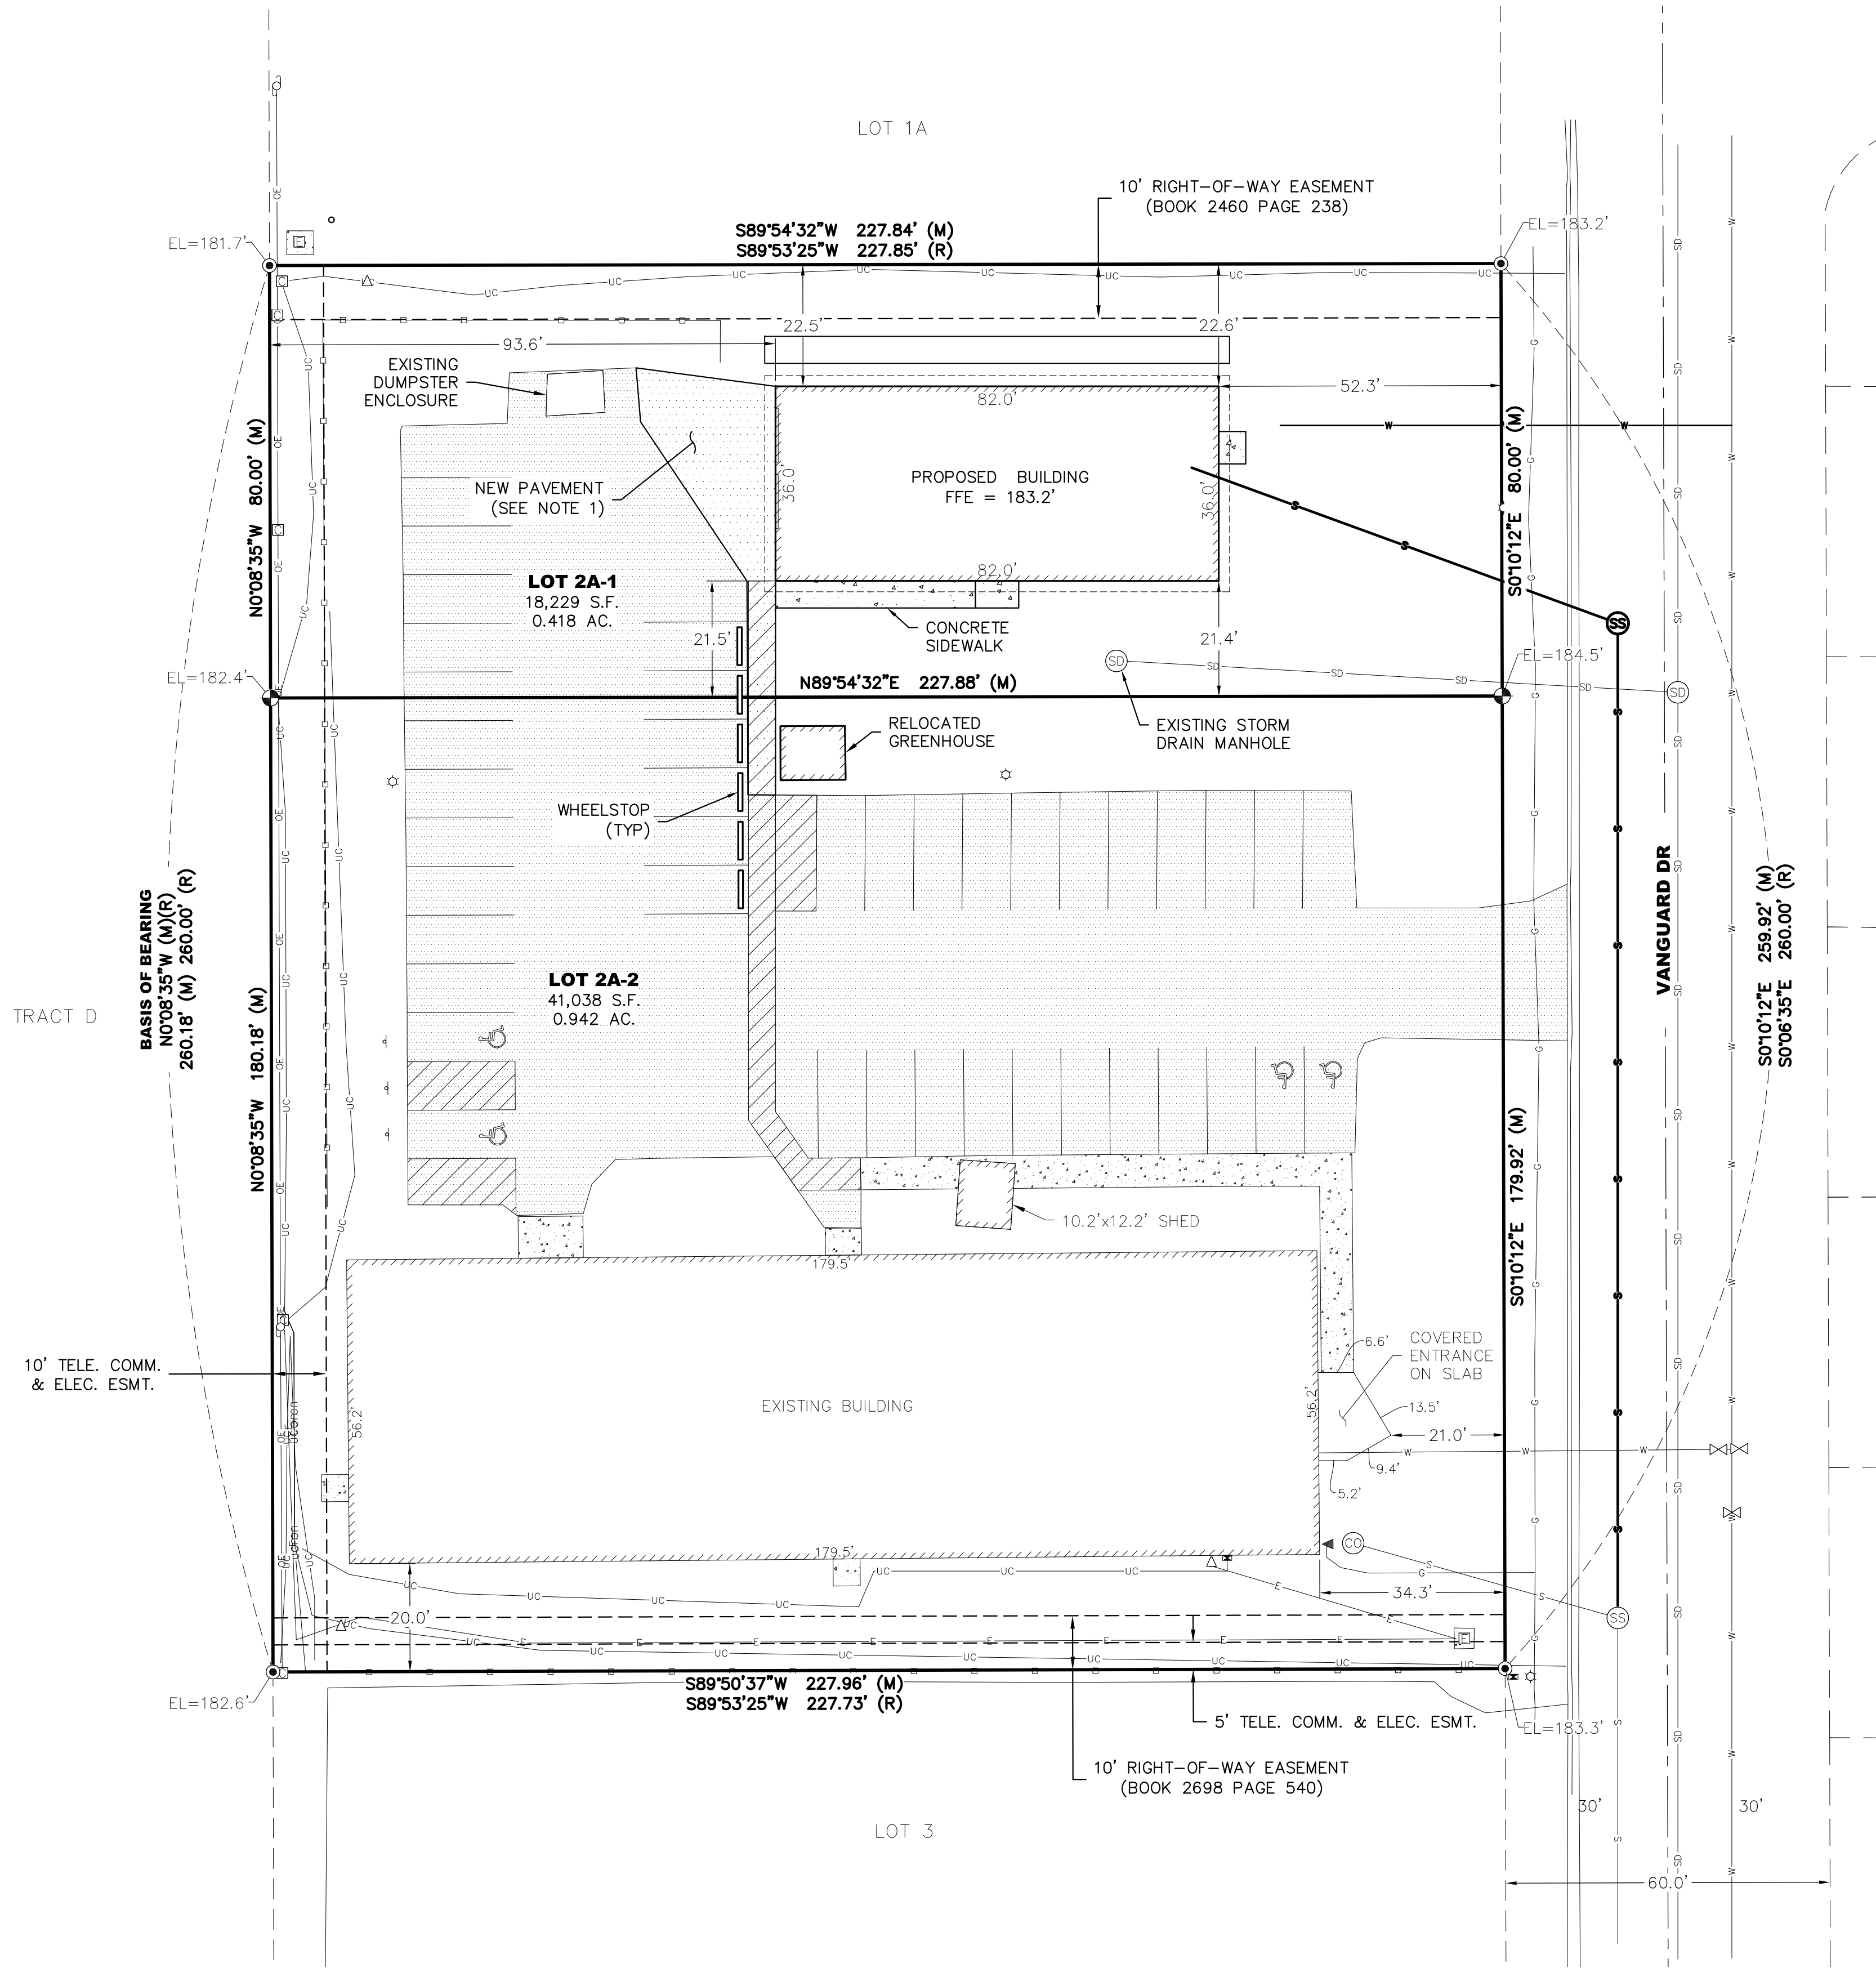 LOT 1A
10' RIGHT-OF-WAY EASEMENT
(BOOK 2460 PAGE 238)
S89°54'32"W 227.84' (M)
S89°53'25"W 227.85' (R)
EL=181.7'
EL=183.2'
22.5'
22.6'
93.6'
52.3'
EXISTING
DUMPSTER
ENCLOSURE
82.0'
N0°08'35"W 80.00' (M)
S0°10'12"E 80.00' (M)
36.0'
36.0'
PROPOSED BUILDING
FFE = 183.2'
NEW PAVEMENT
(SEE NOTE 1)
82.0'
LOT 2A-1
18,229 S.F.
0.418 AC.
CONCRETE
SIDEWALK
21.5'
21.4'
SS
SD
SD
EL=182.4'
EL=184.5'
N89°54'32"E 227.88' (M)
RELOCATED
GREENHOUSE
EXISTING STORM
DRAIN MANHOLE
WHEELSTOP
(TYP)
VANGUARD DR
BASIS OF BEARING
N0°08'35"W (M)(R)
260.18' (M) 260.00' (R)
S0°10'12"E 259.92' (M)
S0°06'35"E 260.00' (R)
LOT 2A-2
41,038 S.F.
0.942 AC.
TRACT D
N0°08'35"W 180.18' (M)
S0°10'12"E 179.92' (M)
10.2'x12.2' SHED
179.5'
10' TELE. COMM.
& ELEC. ESMT.
6.6'
COVERED
ENTRANCE
ON SLAB
EXISTING BUILDING
56.2'
56.2'
13.5'
21.0'
9.4'
5.2'
CO
179.5'
34.3'
20.0'
SS
S89°50'37"W 227.96' (M)
S89°53'25"W 227.73' (R)
EL=182.6'
EL=183.3'
5' TELE. COMM. & ELEC. ESMT.
10' RIGHT-OF-WAY EASEMENT
(BOOK 2698 PAGE 540)
30'
30'
LOT 3
60.0'